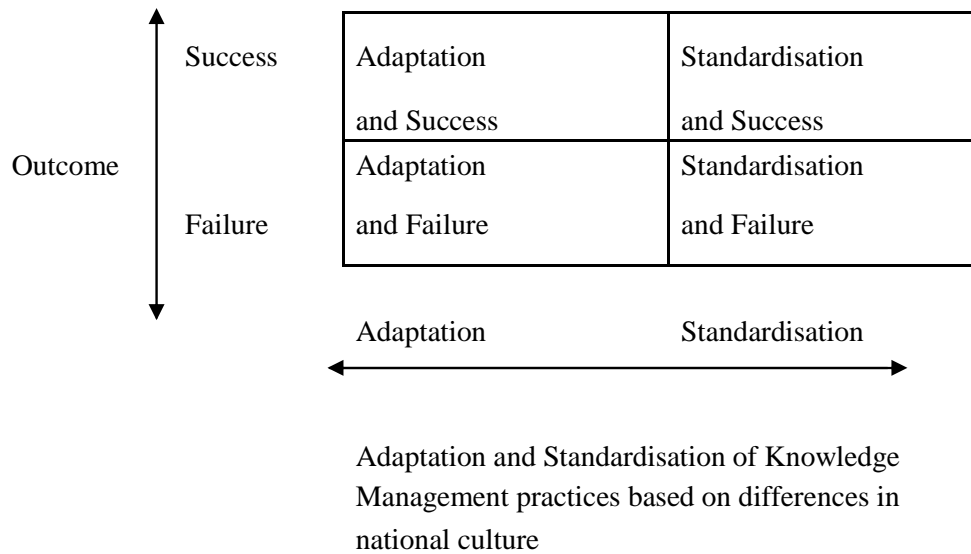 Success Adaptation Standardisation
and Success and Success
Outcome Adaptation Standardisation
Failure and Failure and Failure
Adaptation Standardisation
Adaptation and Standardisation of Knowledge
Management practices based on differences in
national culture